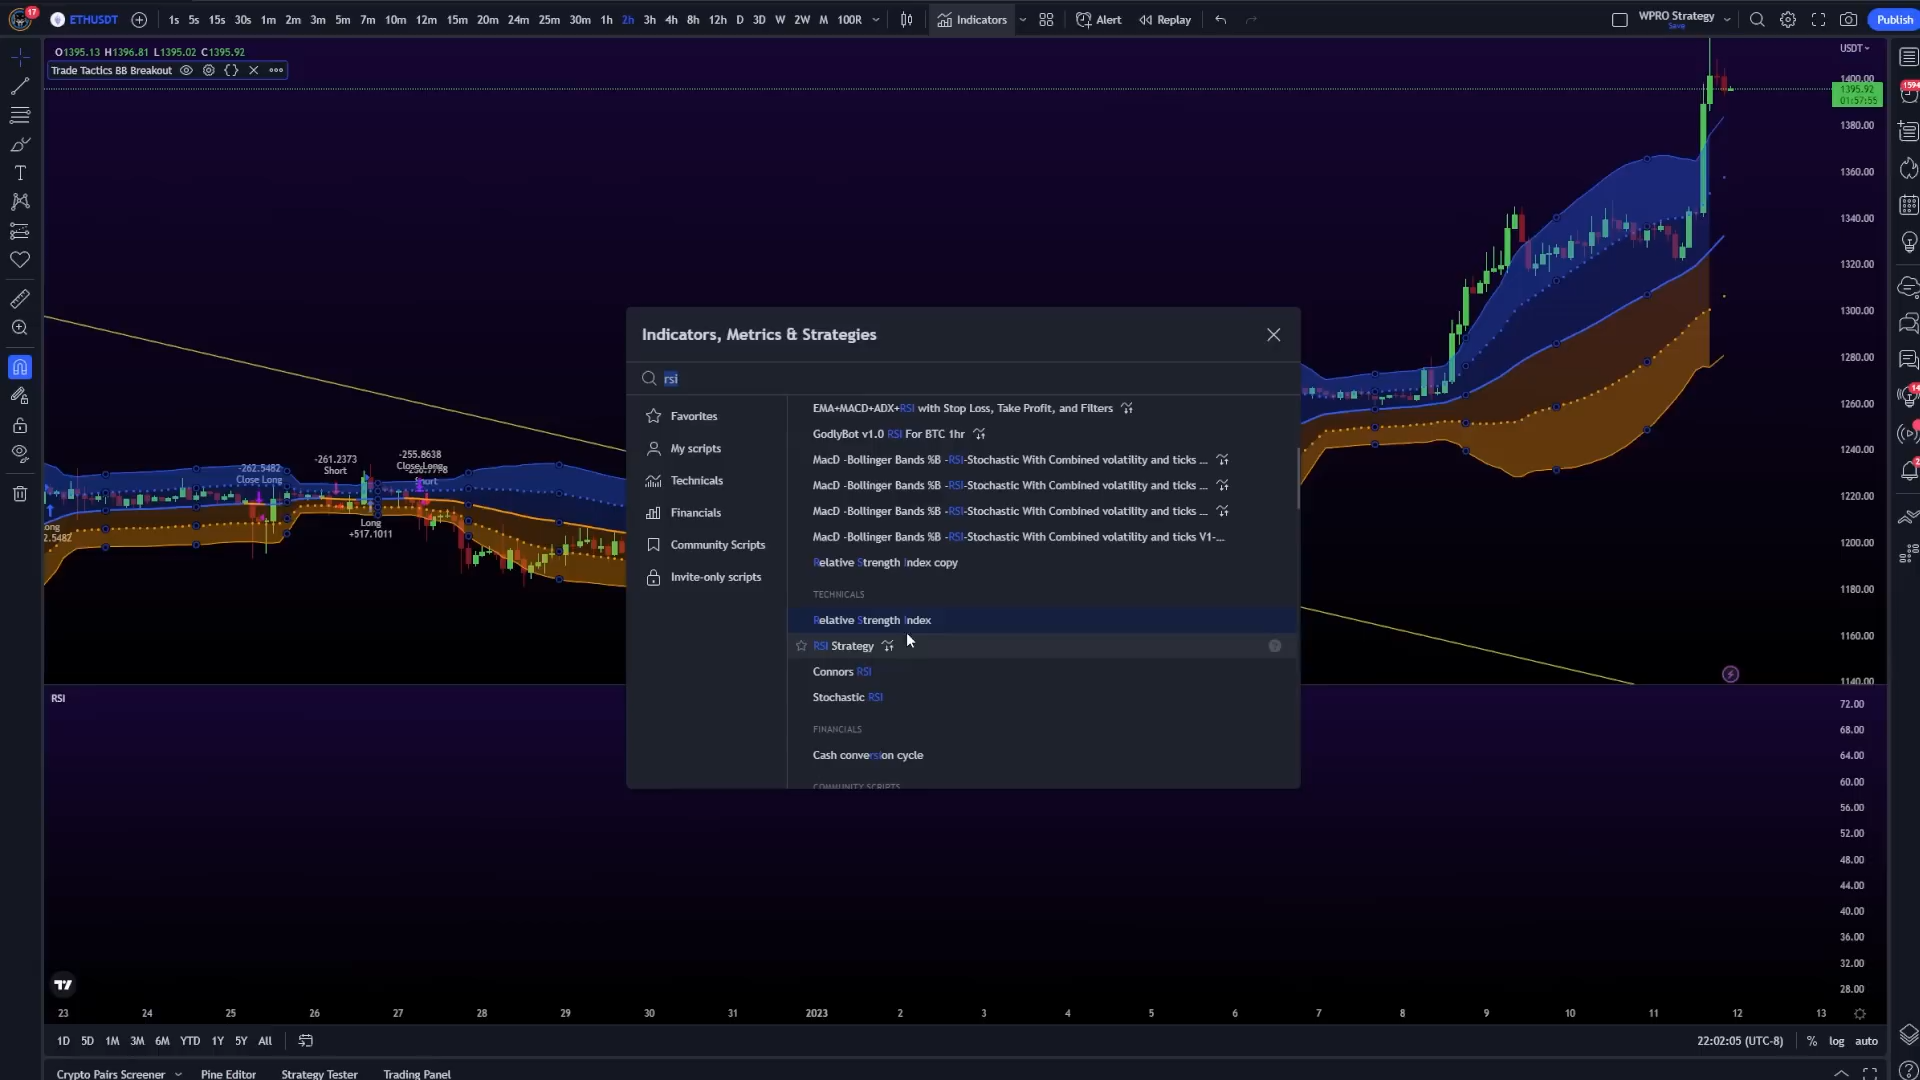 17
ETHUSDT
1s 5s 15s 30s 1m 2m 3m 5m 7m 10m 12m 15m 20m 24m 25m 30m 1h 2h 3h 4h 8h 12h D 3D W 2W M 100R
Indicators
Alert
Replay
WPRO Strategy
Save
Publish
O1395.13 H1396.81 L1395.02 C1395.92
Trade Tactics BB Breakout
USDT
1400.00
1395.92
01:57:55
1380.00
1360.00
1340.00
1320.00
1300.00
1280.00
1260.00
1240.00
1220.00
1200.00
1180.00
1160.00
1140.00
1594
14
Indicators, Metrics & Strategies
rsi
Favorites
My scripts
Technicals
Financials
Community Scripts
Invite-only scripts
EMA+MACD+ADX+RSI with Stop Loss, Take Profit, and Filters
GodlyBot v1.0 RSI For BTC 1hr
MacD -Bollinger Bands %B -RSI-Stochastic With Combined volatility and ticks ...
MacD -Bollinger Bands %B -RSI-Stochastic With Combined volatility and ticks ...
MacD -Bollinger Bands %B -RSI-Stochastic With Combined volatility and ticks ...
MacD -Bollinger Bands %B -RSI-Stochastic With Combined volatility and ticks V1-...
Relative Strength Index copy
TECHNICALS
Relative Strength Index
RSI Strategy
Connors RSI
Stochastic RSI
FINANCIALS
Cash conversion cycle
COMMUNITY SCRIPTS
-262.5482
Close Long
-261.2373
Short
-255.8638
Close Long
Short
Long
+517.1011
RSI
72.00
68.00
64.00
60.00
56.00
52.00
48.00
44.00
40.00
36.00
32.00
28.00
23 24 25 26 27 28 29 30 31 2023 2 3 4 5 6 7 8 9 10 11 12 13
1D 5D 1M 3M 6M YTD 1Y 5Y All
22:02:05 (UTC-8) % log auto
Crypto Pairs Screener Pine Editor Strategy Tester Trading Panel